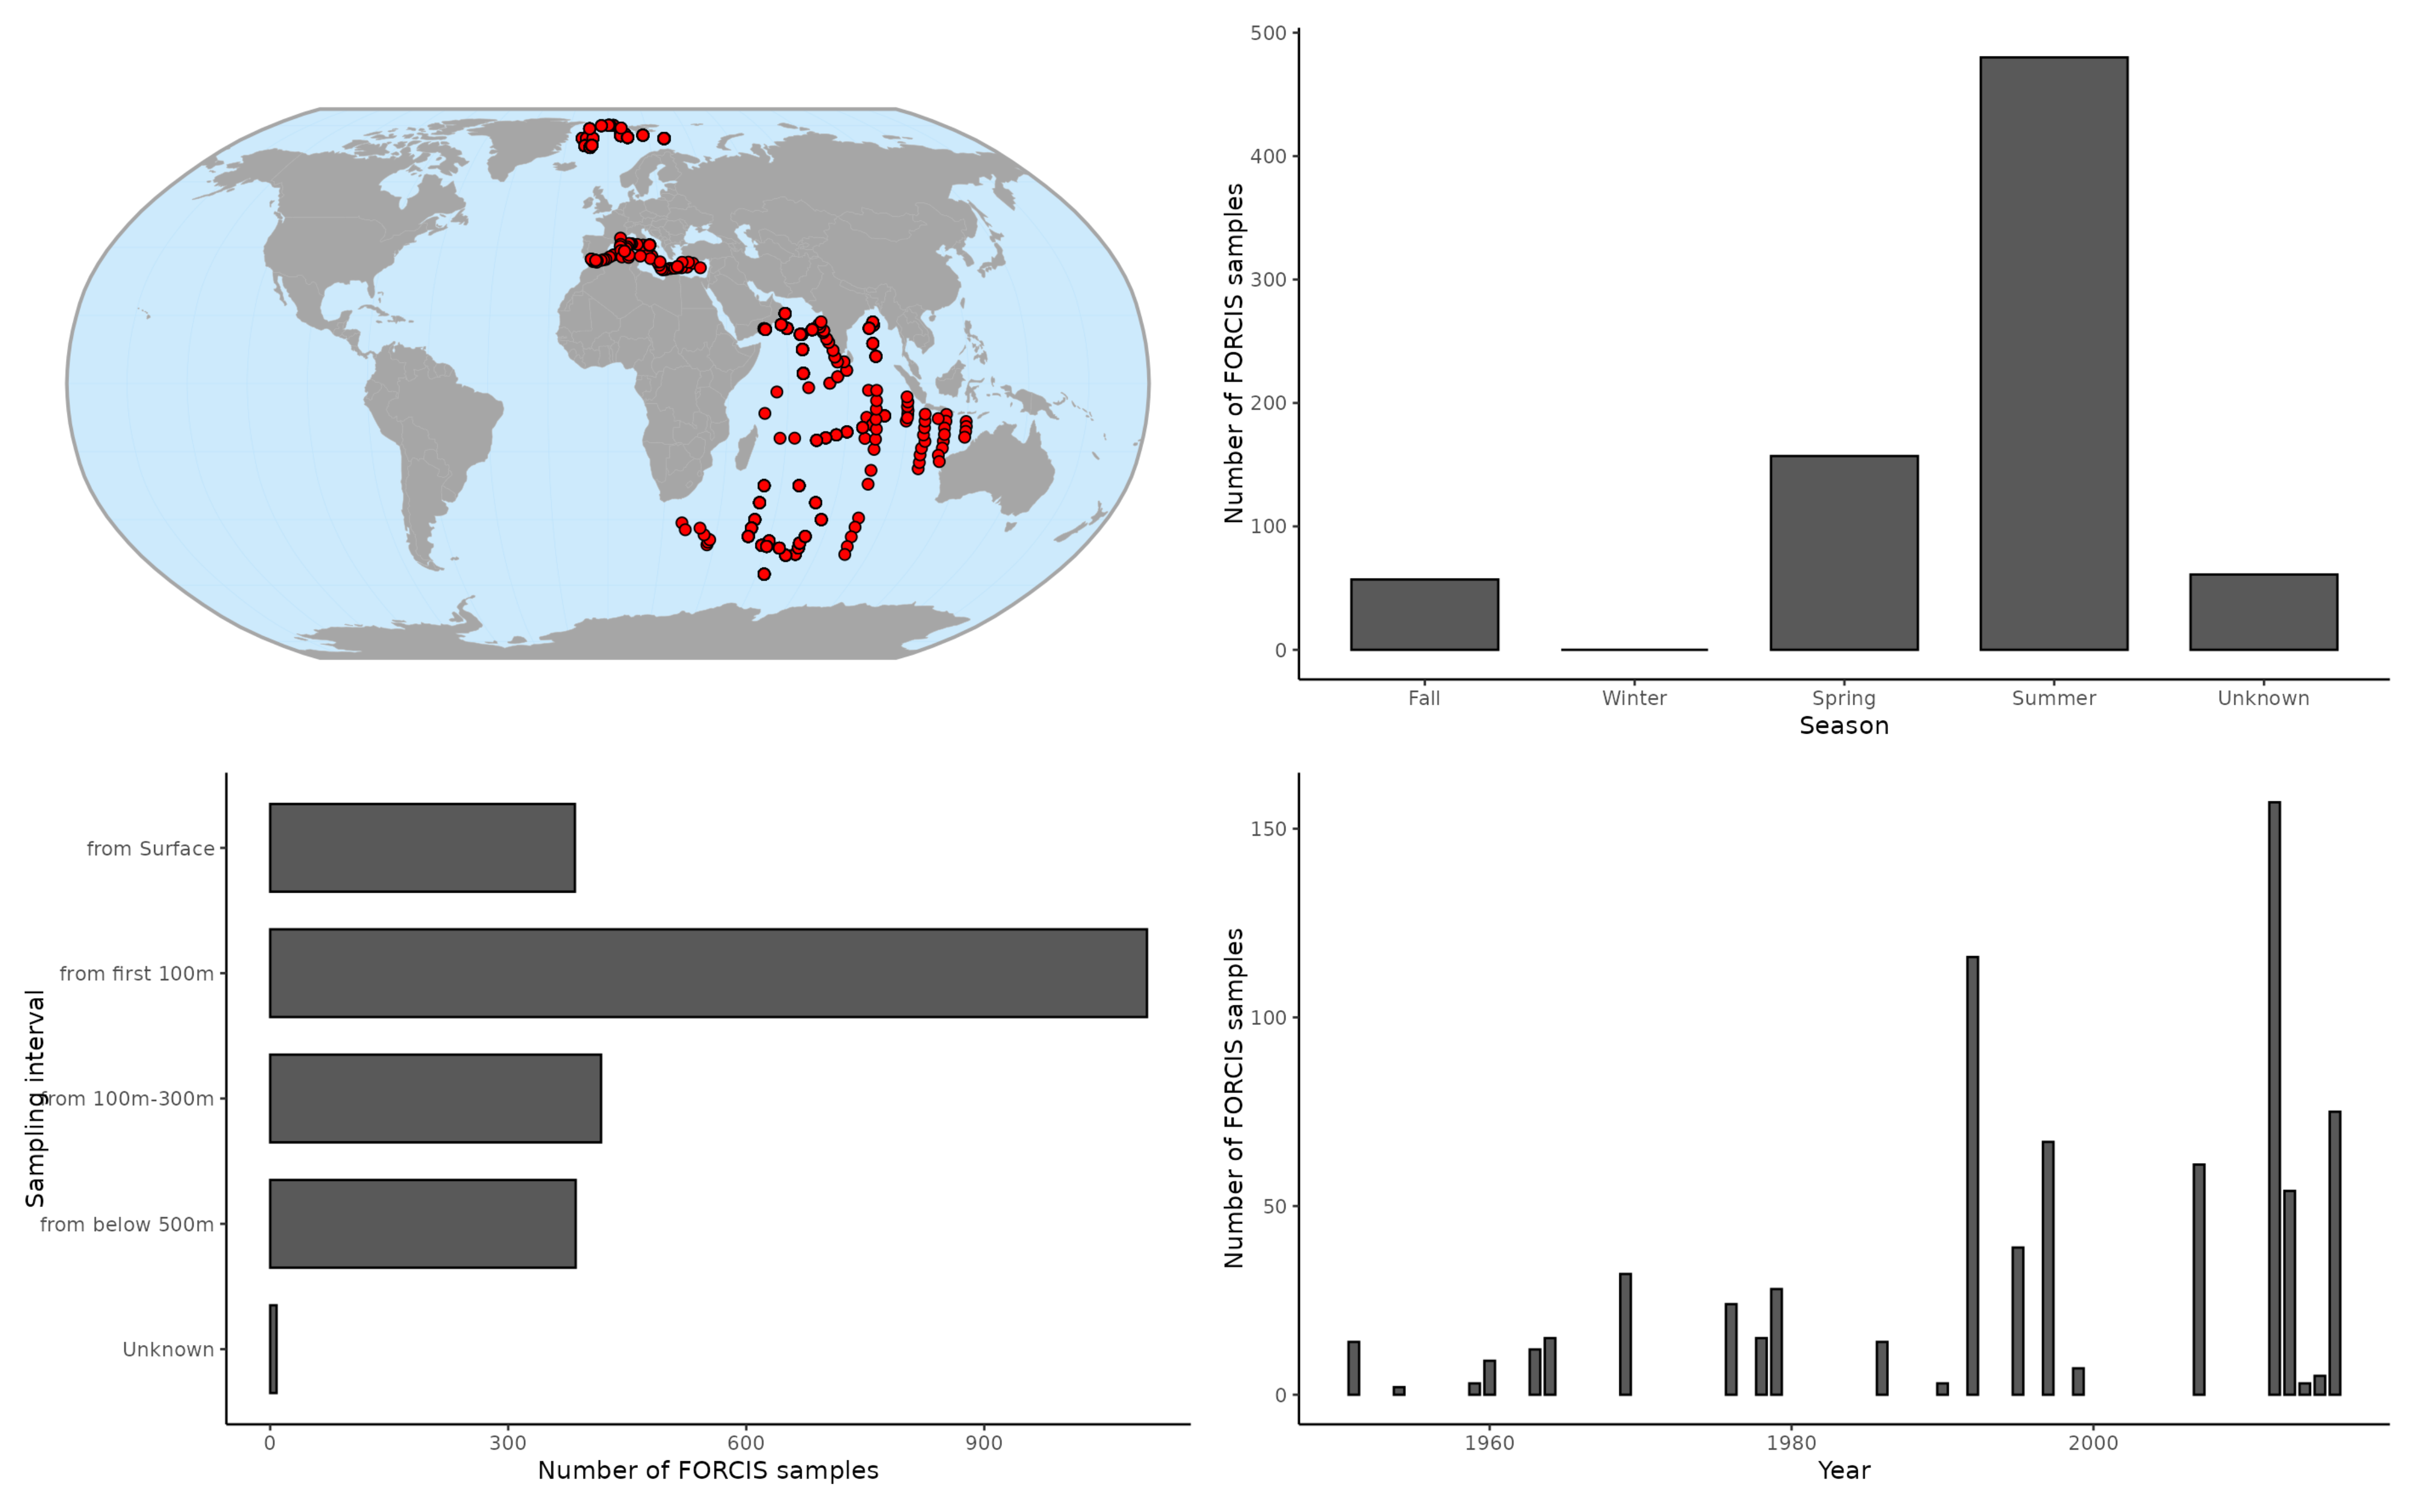 500
400
300
200
100
0
Number of FORCIS samples
Fall
Winter
Spring
Summer
Unknown
Season
Sampling interval
from Surface
from first 100m
from 100m-300m
from below 500m
Unknown
0
300
600
900
Number of FORCIS samples
Number of FORCIS samples
150
100
50
0
1960
1980
2000
Year